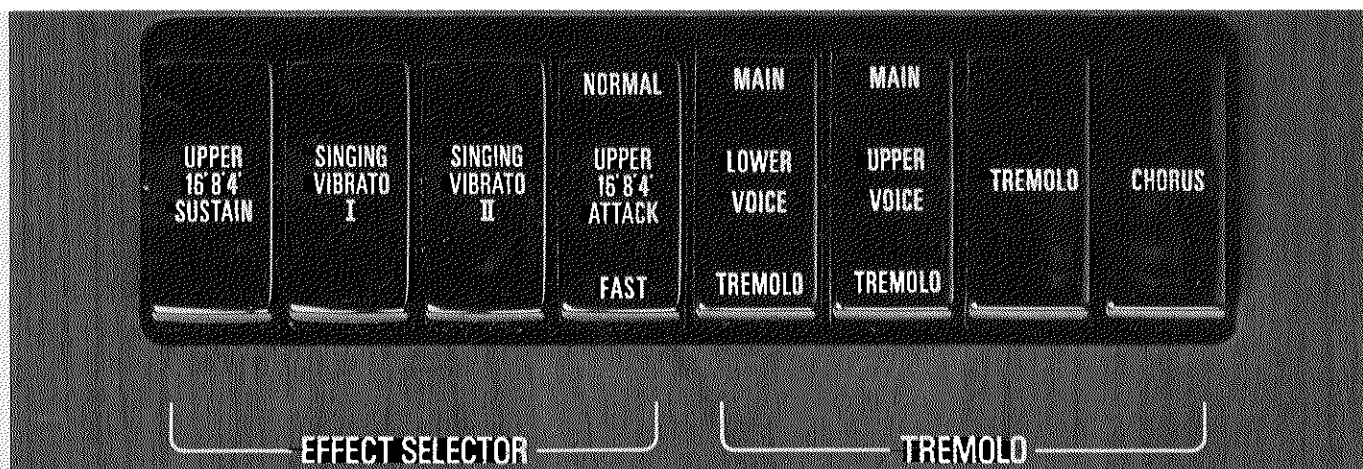 UPPER
16' 8' 4'
SUSTAIN
SINGING
VIBRATO
I
SINGING
VIBRATO
II
NORMAL
UPPER
16' 8' 4'
ATTACK
FAST
MAIN
LOWER
VOICE
TREMOLO
MAIN
UPPER
VOICE
TREMOLO
TREMOLO
CHORUS
EFFECT SELECTOR
TREMOLO